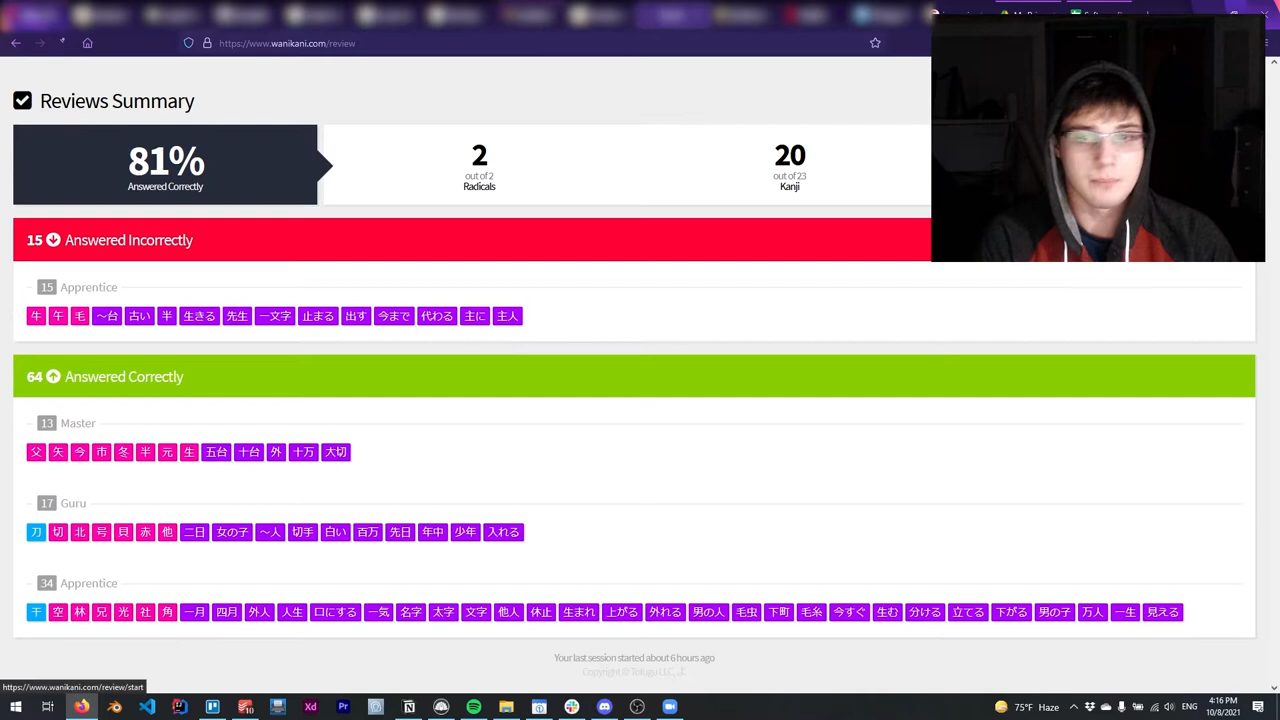 https://www.wanikani.com/review
Reviews Summary
81%
Answered Correctly
2
out of 2
Radicals
20
out of 23
Kanji
15 Answered Incorrectly
15 Apprentice
牛 午 毛 〜台 古い 半 生きる 先生 一文字 止まる 出す 今まで 代わる 主に 主人
64 Answered Correctly
13 Master
父 矢 今 市 冬 半 元 生 五台 十台 外 十万 大切
17 Guru
刀 切 北 号 貝 赤 他 二日 女の子 〜人 切手 白い 百万 先日 年中 少年 入れる
34 Apprentice
干 空 林 兄 光 社 角 一月 四月 外人 人生 口にする 一気 名字 太字 文字 他人 休止 生まれ 上がる 外れる 男の人 毛虫 下町 毛糸 今すぐ 生む 分ける 立てる 下がる 男の子 万人 一生 見える
Your last session started about 6 hours ago
Copyright © Tofugu LLC,
https://www.wanikani.com/review/start
75°F Haze
ENG
4:16 PM
10/8/2021